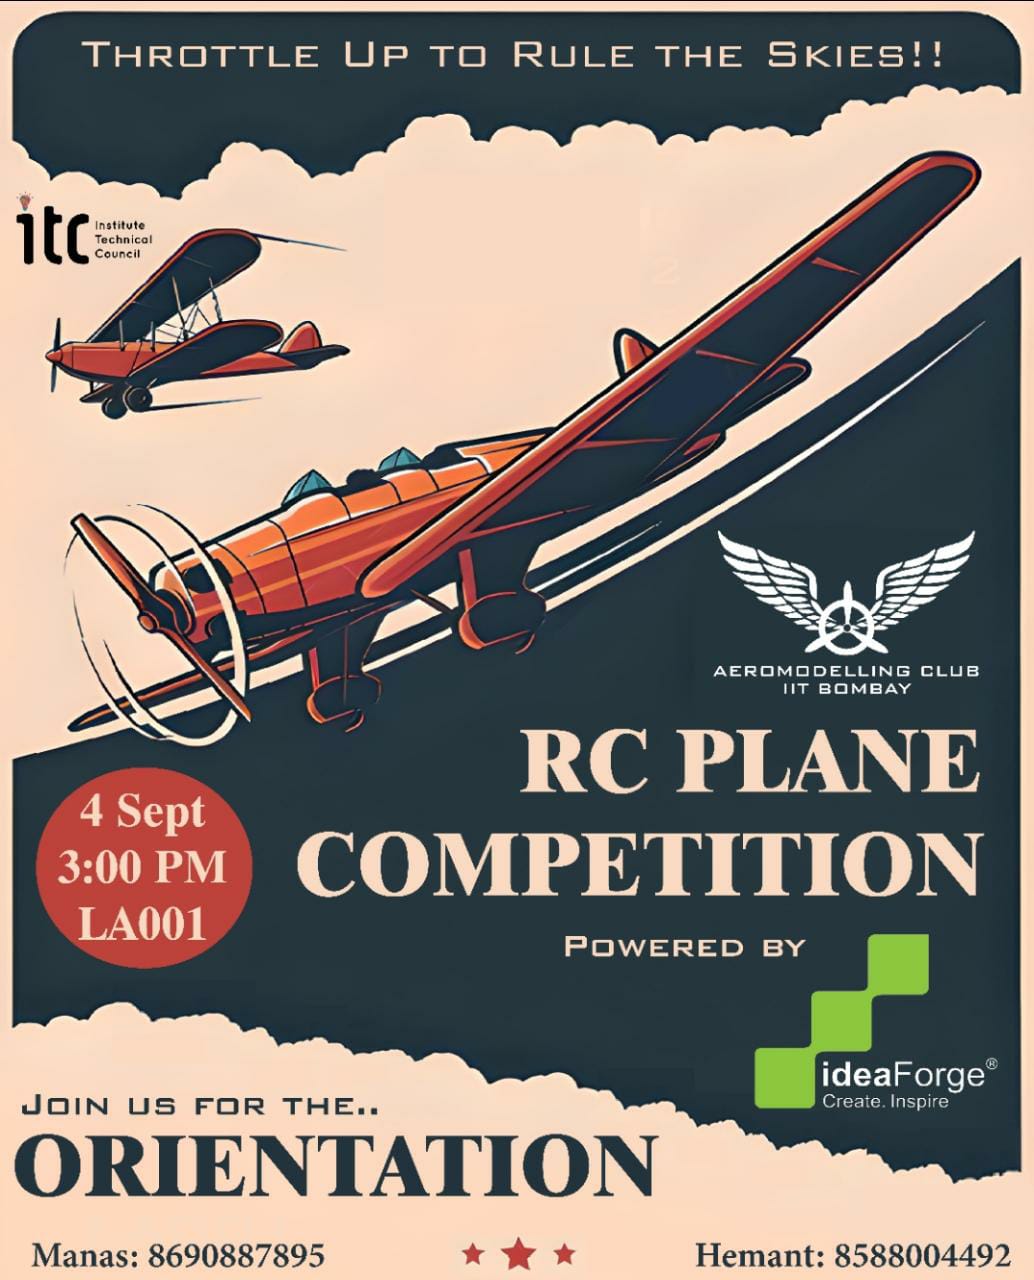 Throttle Up to Rule the Skies!!
itc Institute
Technical
Council
AEROMODELLING CLUB
IIT BOMBAY
RC PLANE
COMPETITION
4 Sept
3:00 PM
LA001
Powered by
ideaForge®
Create. Inspire
Join us for the..
ORIENTATION
Manas: 8690887895
Hemant: 8588004492